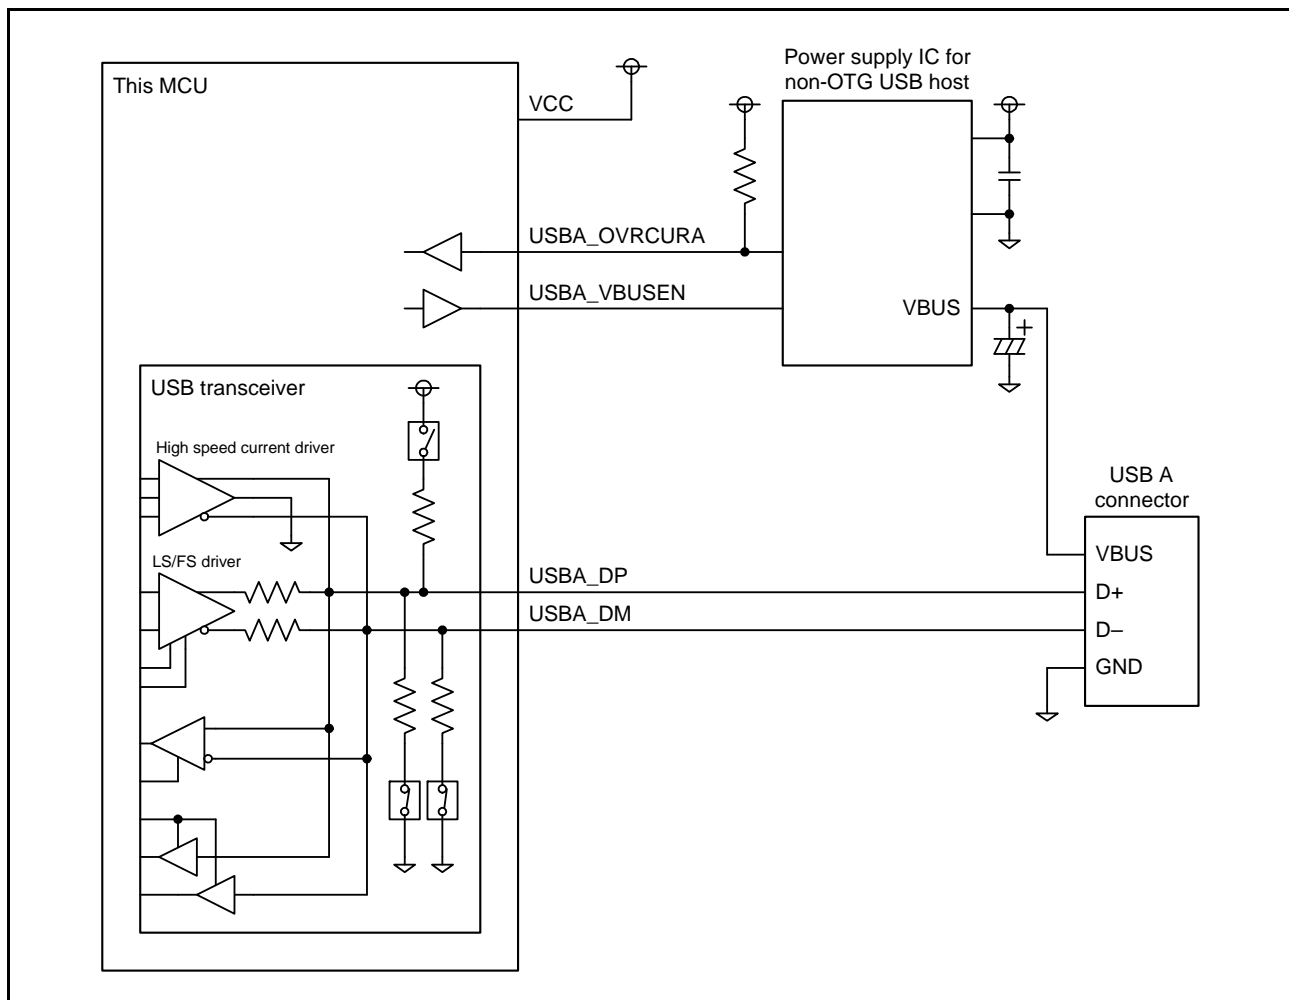 This MCU
VCC
Power supply IC for
non-OTG USB host
USBA_OVRCURA
USBA_VBUSEN
VBUS
+
USB transceiver
High speed current driver
LS/FS driver
USBA_DP
USBA_DM
USB A
connector
VBUS
D+
D–
GND